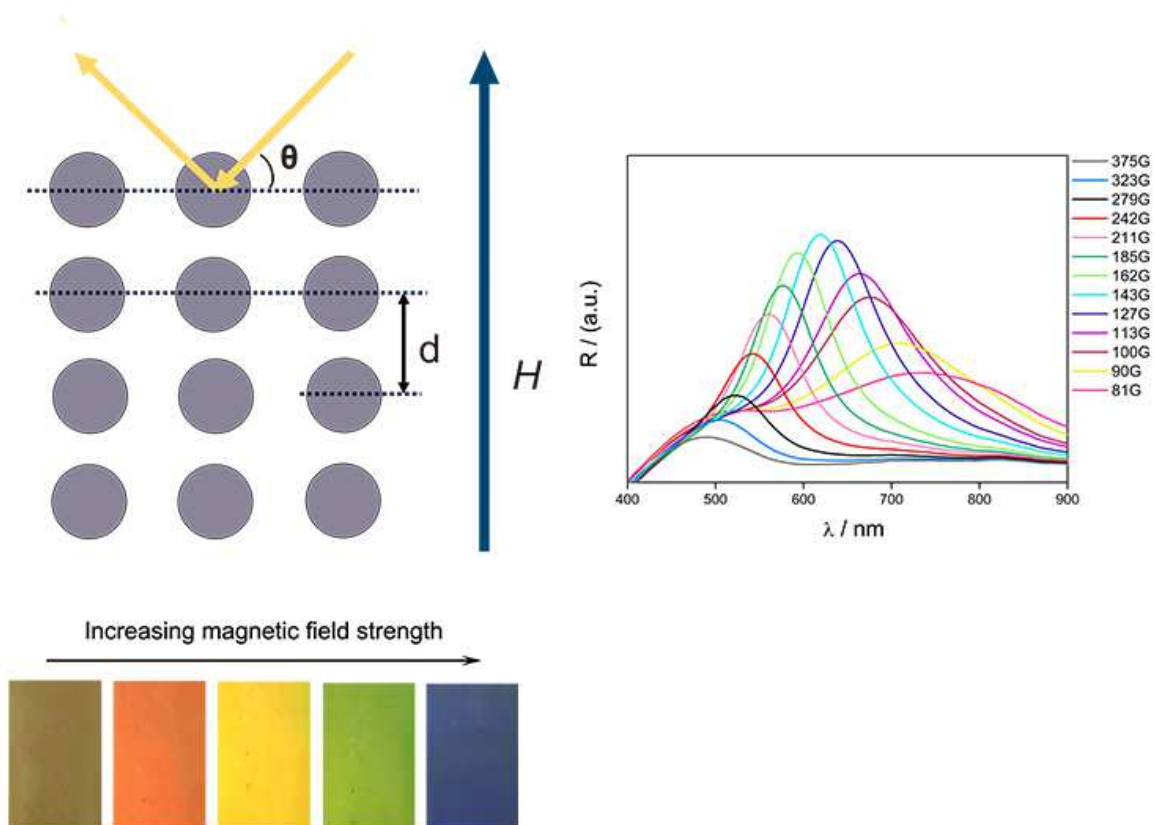 θ
d
H
R / (a.u.)
400 500 600 700 800 900
λ / nm
375G
323G
279G
242G
211G
185G
162G
143G
127G
113G
100G
90G
81G
Increasing magnetic field strength